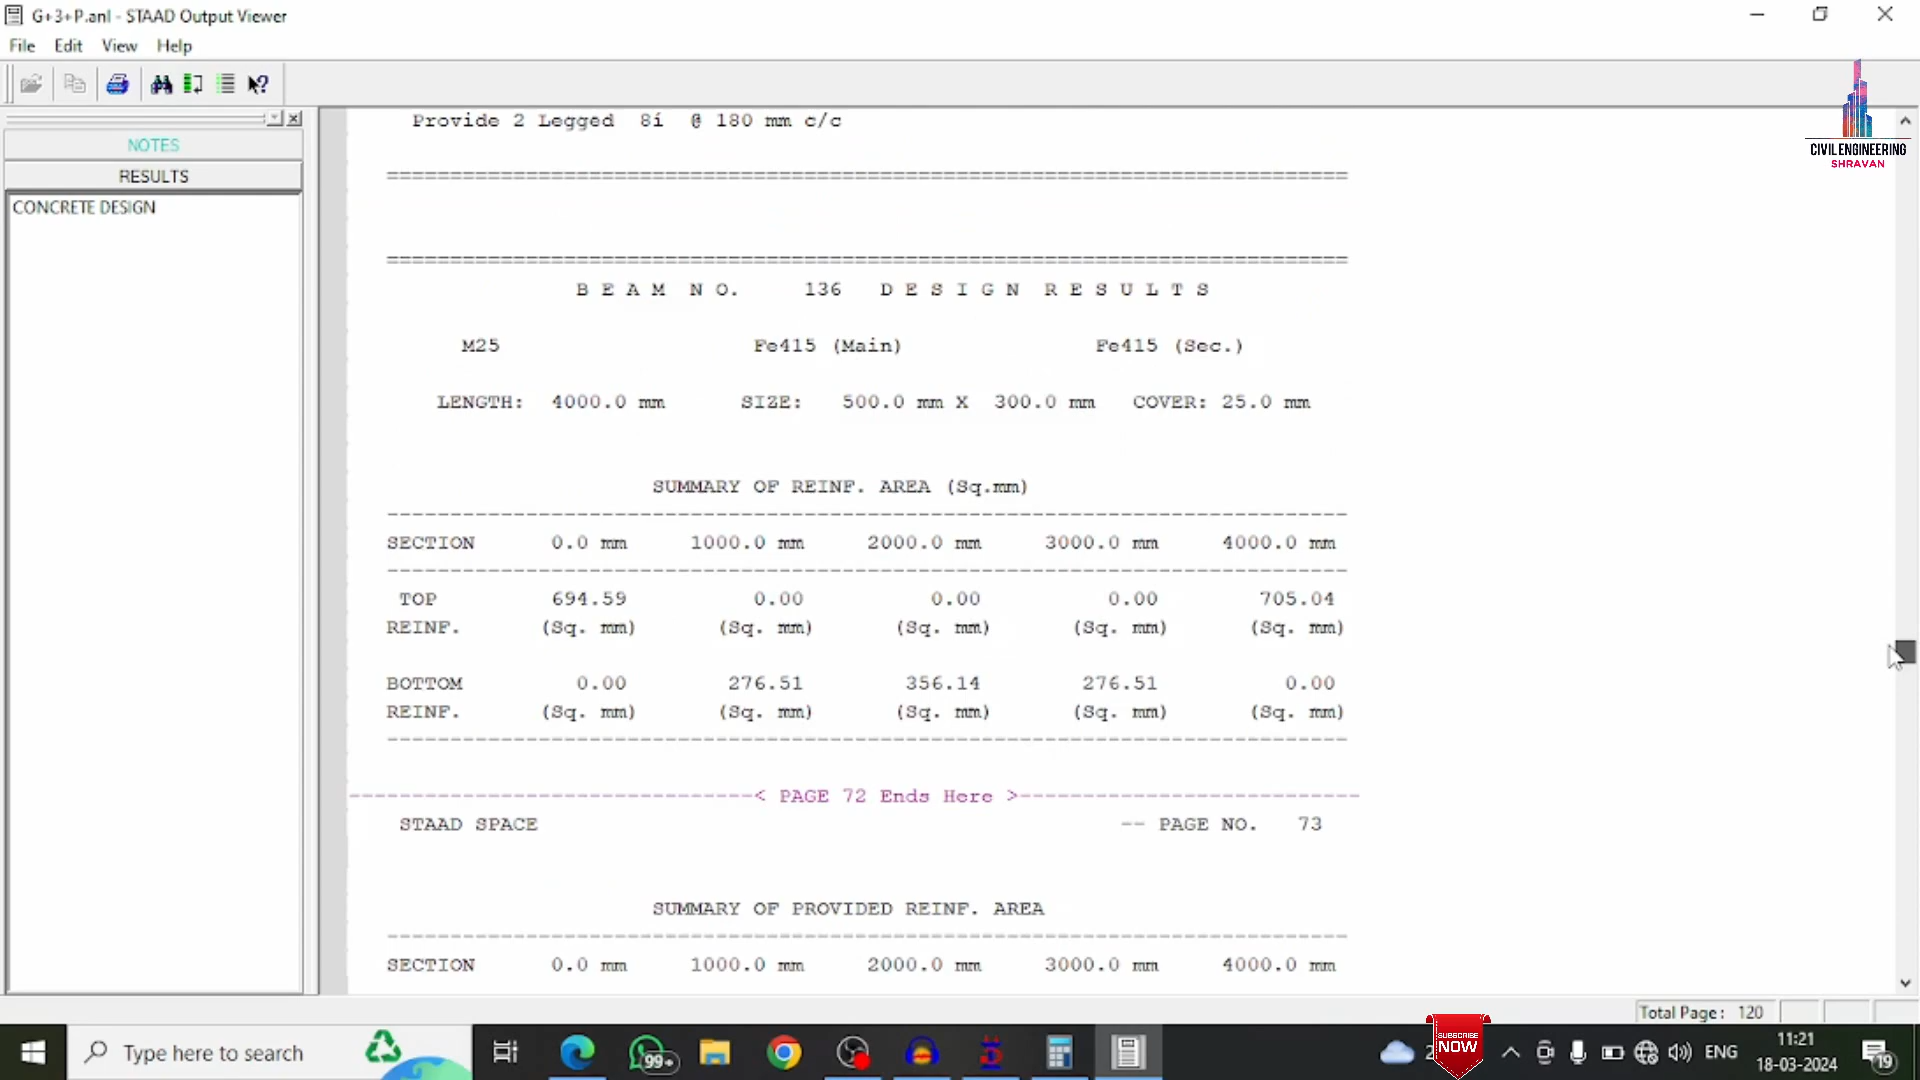 G+3+P.anl - STAAD Output Viewer
File Edit View Help
NOTES
RESULTS
CONCRETE DESIGN
CIVIL ENGINEERING
SHRAVAN
Provide 2 Legged 8í @ 180 mm c/c
============================================================================
============================================================================
B E A M N O. 136 D E S I G N R E S U L T S
M25 Fe415 (Main) Fe415 (Sec.)
LENGTH: 4000.0 mm SIZE: 500.0 mm X 300.0 mm COVER: 25.0 mm
SUMMARY OF REINF. AREA (Sq.mm)
----------------------------------------------------------------------------
SECTION 0.0 mm 1000.0 mm 2000.0 mm 3000.0 mm 4000.0 mm
----------------------------------------------------------------------------
TOP 694.59 0.00 0.00 0.00 705.04
REINF. (Sq. mm) (Sq. mm) (Sq. mm) (Sq. mm) (Sq. mm)
BOTTOM 0.00 276.51 356.14 276.51 0.00
REINF. (Sq. mm) (Sq. mm) (Sq. mm) (Sq. mm) (Sq. mm)
----------------------------------------------------------------------------
--------------------------------< PAGE 72 Ends Here >---------------------------
STAAD SPACE -- PAGE NO. 73
SUMMARY OF PROVIDED REINF. AREA
----------------------------------------------------------------------------
SECTION 0.0 mm 1000.0 mm 2000.0 mm 3000.0 mm 4000.0 mm
Total Page: 120
Type here to search
99+
SUBSCRIBE
NOW
ENG
11:21
18-03-2024
19